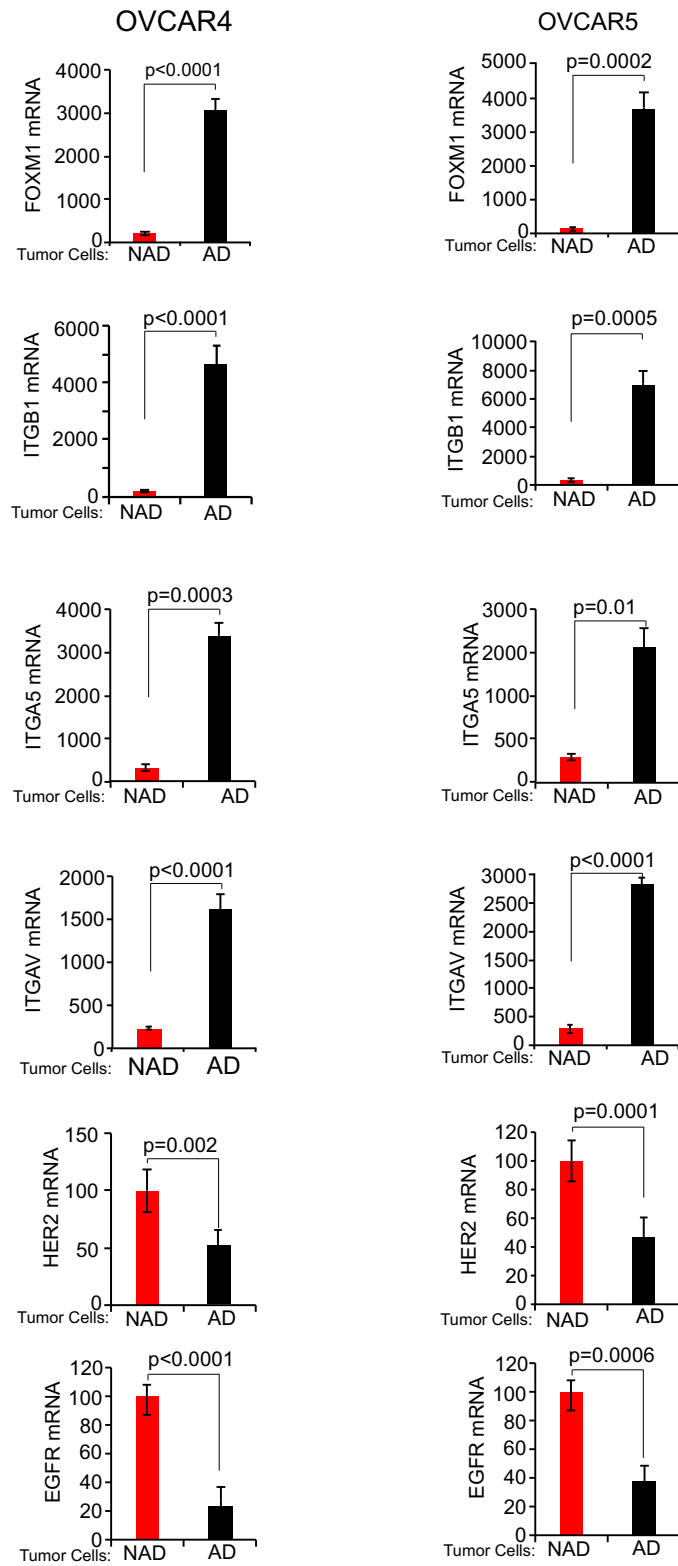 OVCAR4
OVCAR5
p<0.0001
4000
3000
2000
1000
0
FOXM1 mRNA
Tumor Cells: NAD AD
p=0.0002
5000
4000
3000
2000
1000
0
FOXM1 mRNA
Tumor Cells: NAD AD
p<0.0001
6000
4000
2000
0
ITGB1 mRNA
Tumor Cells: NAD AD
p=0.0005
10000
8000
6000
4000
2000
0
ITGB1 mRNA
Tumor Cells: NAD AD
p=0.0003
4000
3000
2000
1000
0
ITGA5 mRNA
Tumor Cells: NAD AD
p=0.01
3000
2000
1000
500
0
ITGA5 mRNA
Tumor Cells: NAD AD
p<0.0001
2000
1500
1000
500
0
ITGAV mRNA
Tumor Cells: NAD AD
p<0.0001
3000
2500
2000
1500
1000
500
0
ITGAV mRNA
Tumor Cells: NAD AD
p=0.002
150
100
50
0
HER2 mRNA
Tumor Cells: NAD AD
p=0.0001
120
100
80
60
40
20
0
HER2 mRNA
Tumor Cells: NAD AD
p<0.0001
120
100
80
60
40
20
0
EGFR mRNA
Tumor Cells: NAD AD
p=0.0006
120
100
80
60
40
20
0
EGFR mRNA
Tumor Cells: NAD AD